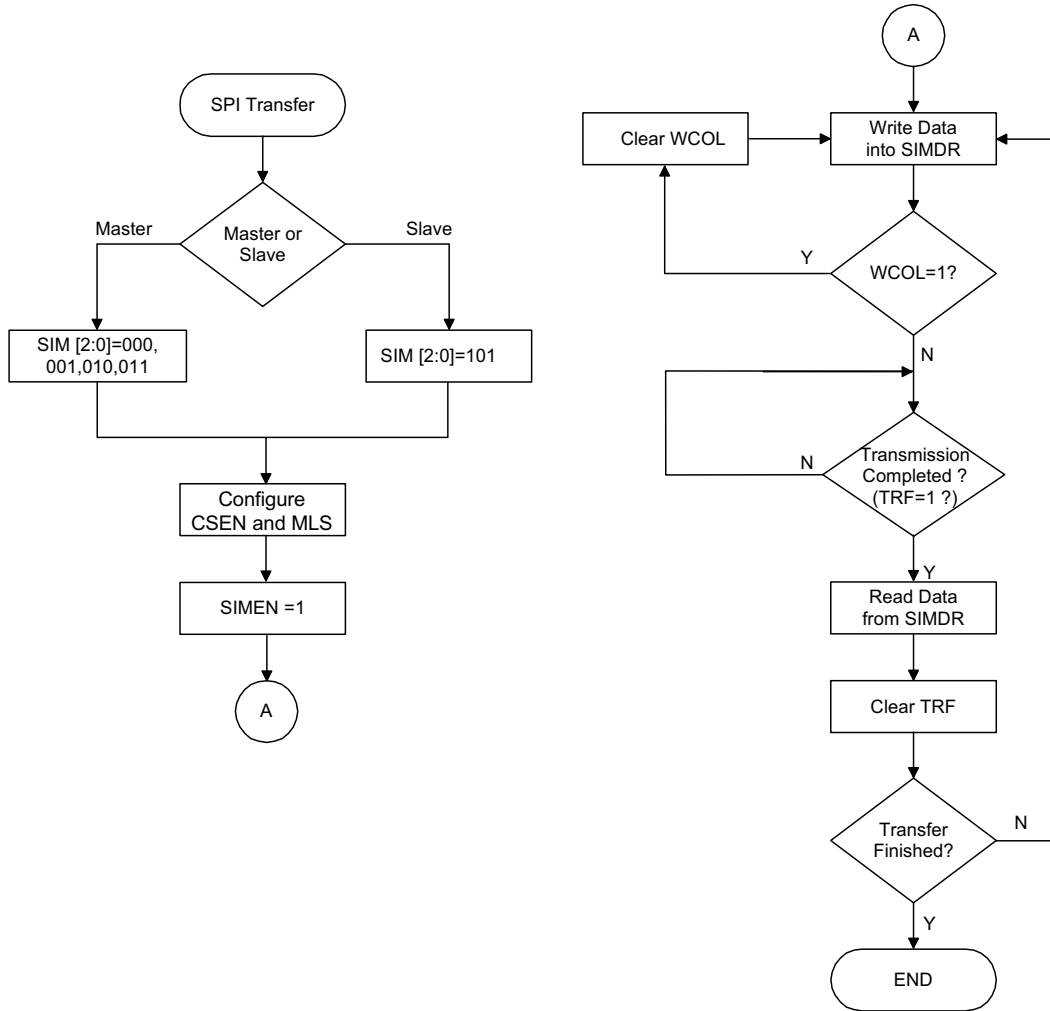 SPI Transfer
Master or
Slave
Master
Slave
SIM [2:0]=000,
001,010,011
SIM [2:0]=101
Configure
CSEN and MLS
SIMEN =1
A
A
Clear WCOL
Write Data
into SIMDR
Y
WCOL=1?
N
N
Transmission
Completed ?
(TRF=1 ?)
Y
Read Data
from SIMDR
Clear TRF
Transfer
Finished?
N
Y
END